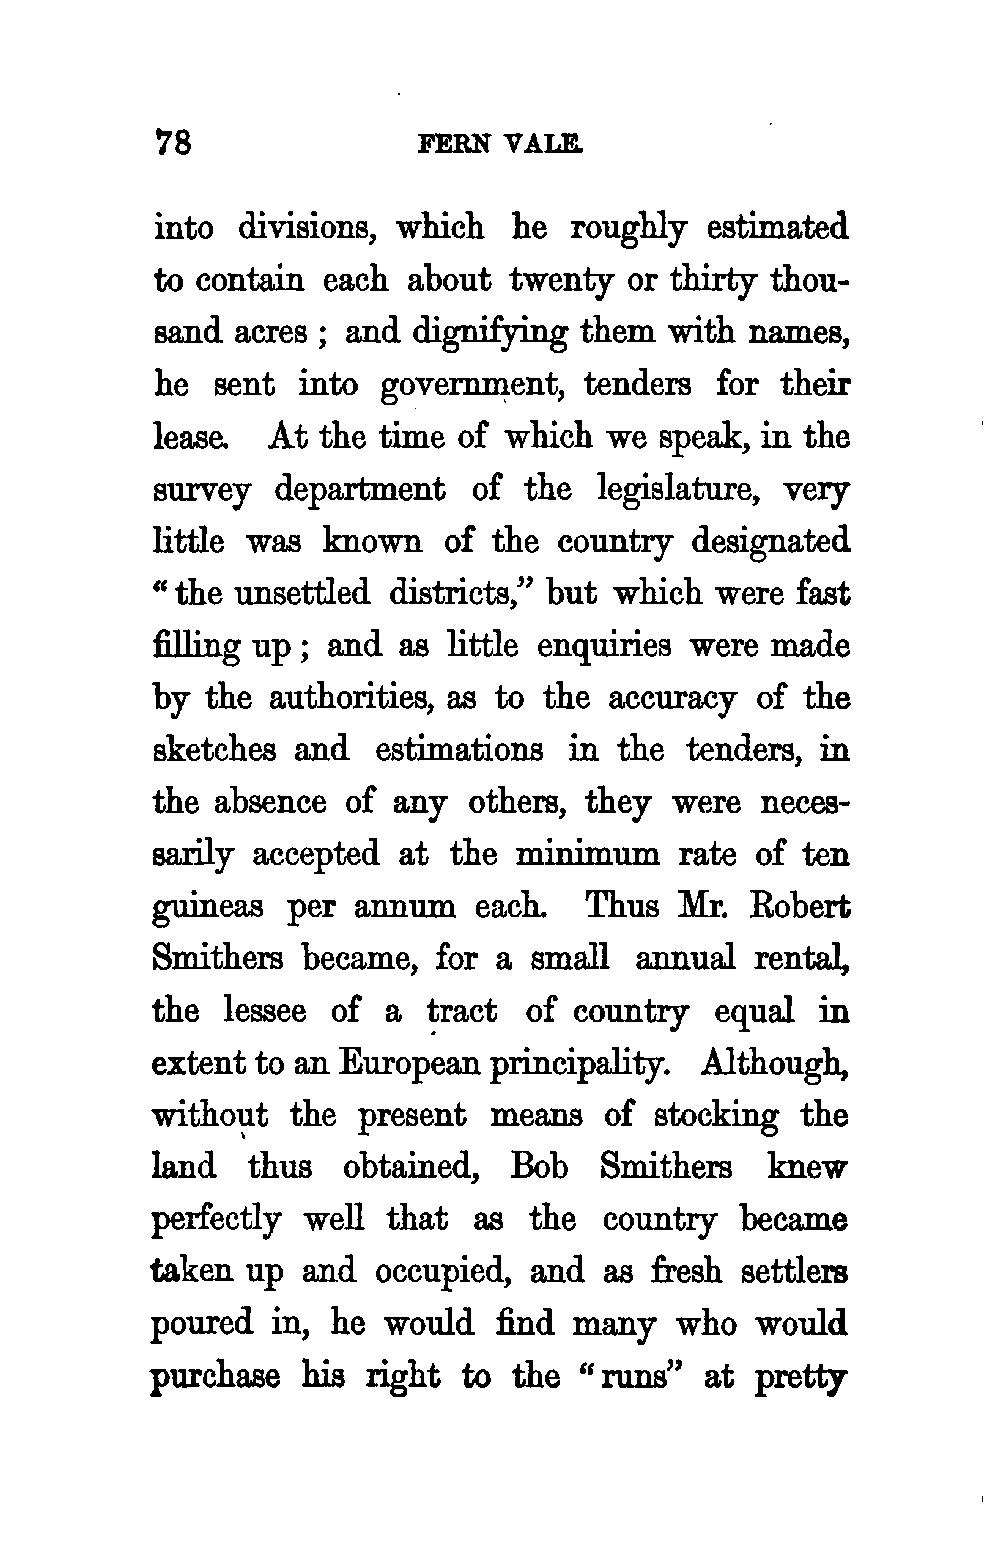 78 FERN VALE.
into divisions, which he roughly estimated
to contain each about twenty or thirty thou-
sand acres ; and dignifying them with names,
he sent into government, tenders for their
lease. At the time of which we speak, in the
survey department of the legislature, very
little was known of the country designated
“ the unsettled districts,” but which were fast
filling up ; and as little enquiries were made
by the authorities, as to the accuracy of the
sketches and estimations in the tenders, in
the absence of any others, they were neces-
sarily accepted at the minimum rate of ten
guineas per annum each. Thus Mr. Robert
Smithers became, for a small annual rental,
the lessee of a tract of country equal in
extent to an European principality. Although,
without the present means of stocking the
land thus obtained, Bob Smithers knew
perfectly well that as the country became
taken up and occupied, and as fresh settlers
poured in, he would find many who would
purchase his right to the “ runs” at pretty